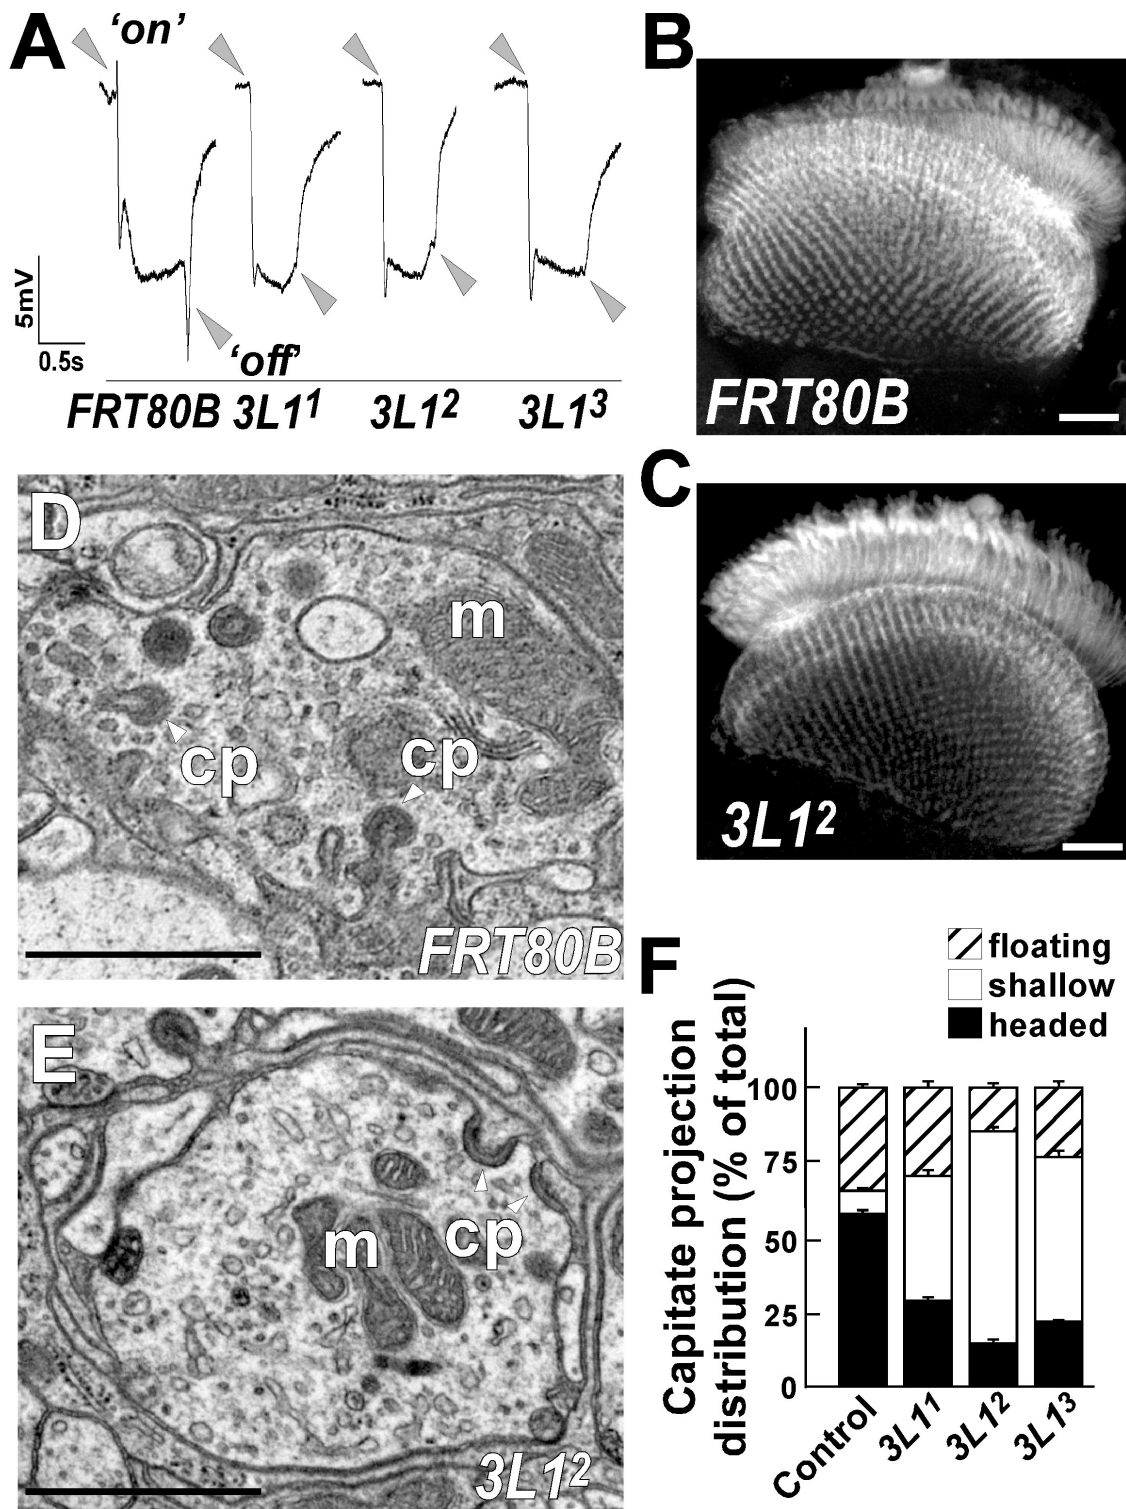 A
'on'
5mV
0.5s
'off'
FRT80B 3L1¹ 3L1² 3L1³
B
FRT80B
C
3L1²
D
m
cp
cp
FRT80B
E
m
cp
3L1²
F
floating
shallow
headed
Capitate projection
distribution (% of total)
100
75
50
25
0
Control 3L1¹ 3L1² 3L1³